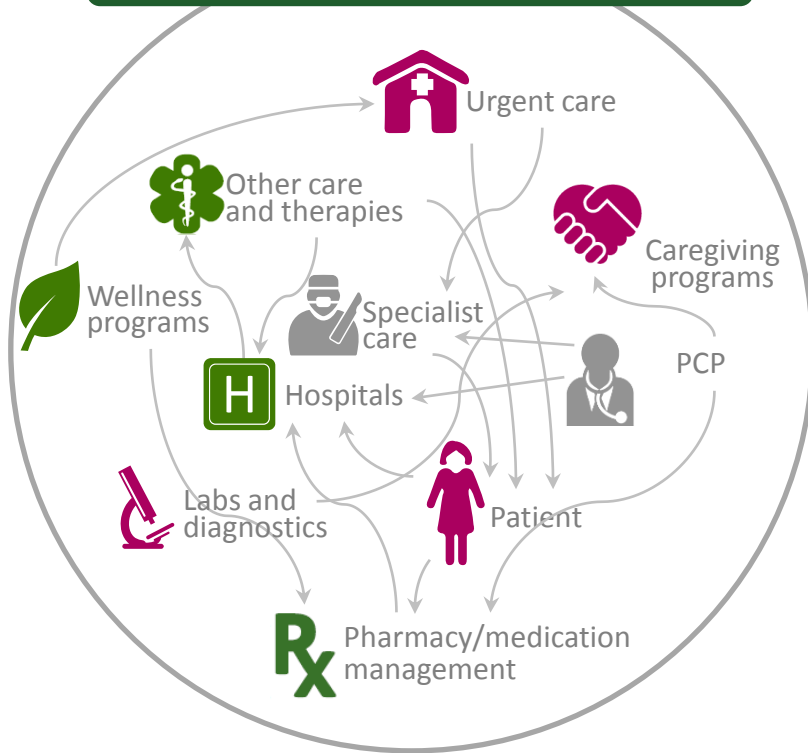 Urgent care
Other care
and therapies
Caregiving
programs
Wellness
programs
Specialist
care
PCP
H
Hospitals
Labs and
diagnostics
Patient
Rx
Pharmacy/medication
management